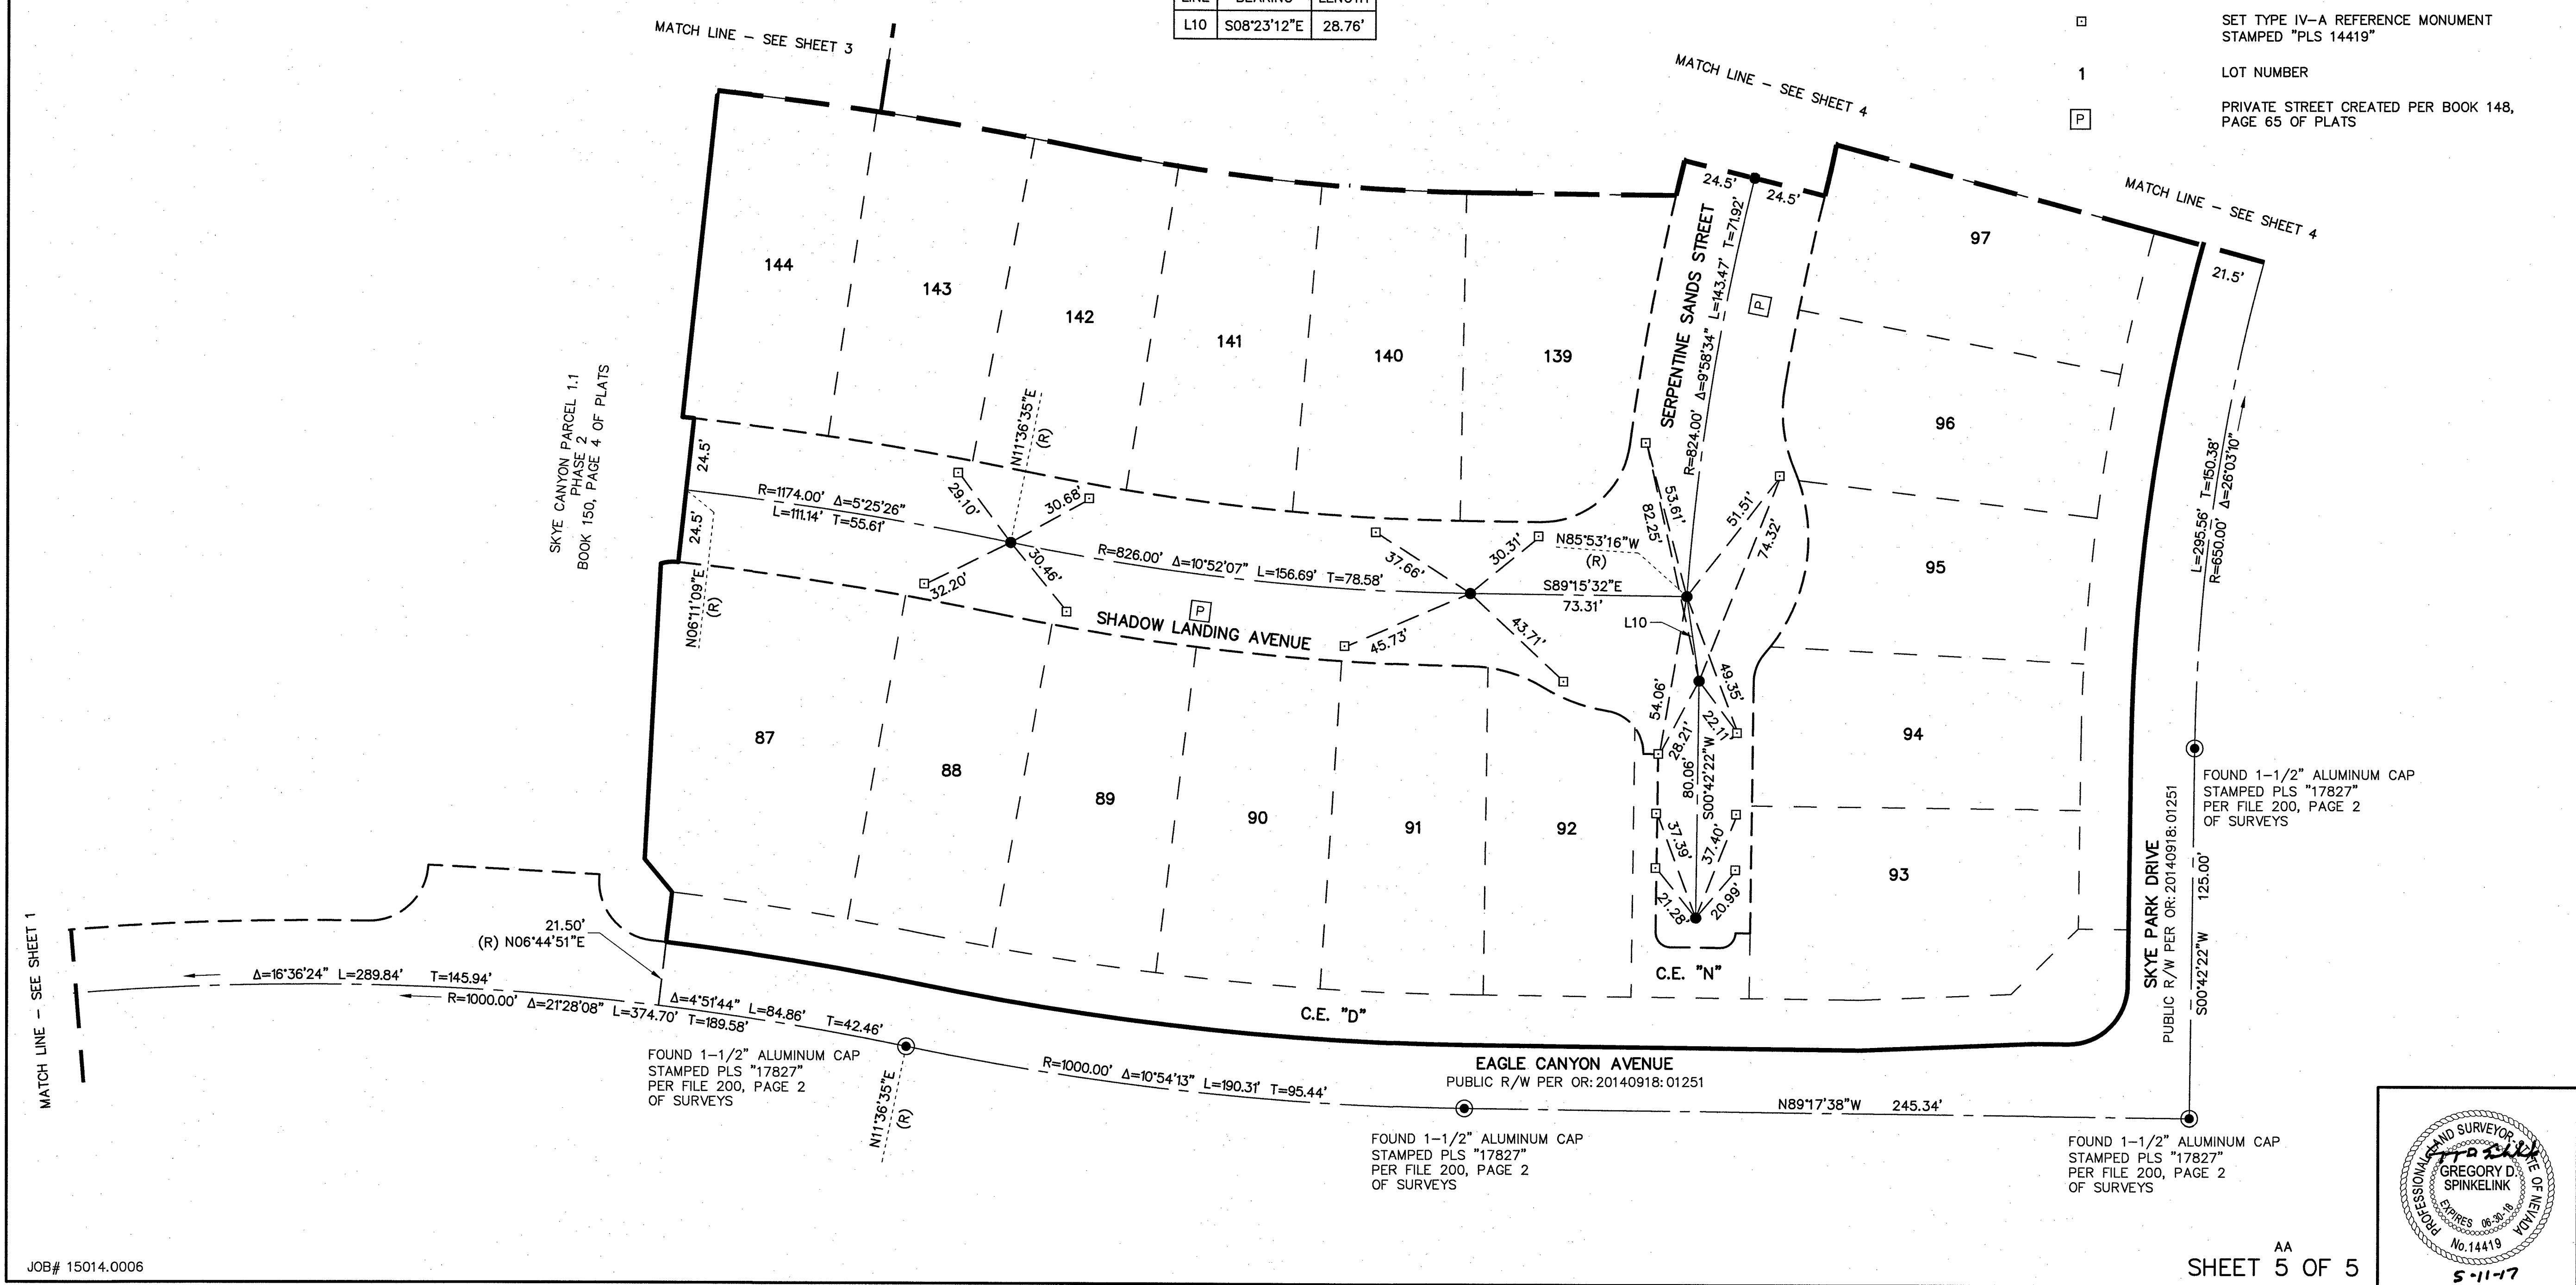 LINE BEARING LENGTH
L10 S08°23'12"E 28.76'
SET TYPE IV-A REFERENCE MONUMENT
STAMPED "PLS 14419"
1 LOT NUMBER
P PRIVATE STREET CREATED PER BOOK 148,
PAGE 65 OF PLATS
MATCH LINE - SEE SHEET 3
MATCH LINE - SEE SHEET 4
MATCH LINE - SEE SHEET 4
24.5'
24.5'
21.5'
144
143
142
141
140
139
97
96
95
94
93
SERPENTINE SANDS STREET
R=824.00' Δ=9°58'34" L=143.47' T=71.92'
P
SKYE CANYON PARCEL 1.1
PHASE 2
BOOK 150, PAGE 4 OF PLATS
24.5'
24.5'
N06°11'09"E
(R)
N11°36'35"E
(R)
R=1174.00' Δ=5°25'26"
L=111.14' T=55.61'
29.10'
30.68'
32.20'
30.46'
R=826.00' Δ=10°52'07" L=156.69' T=78.58'
P
SHADOW LANDING AVENUE
37.66'
30.31'
45.73'
43.71'
N85°53'16"W
(R)
S89°15'32"E
73.31'
L10
53.61'
82.25'
51.51'
74.32'
54.06'
49.35'
28.21'
22.11'
80.06'
S00°42'22"W
37.39'
37.40'
21.28'
20.99'
87
88
89
90
91
92
C.E. "N"
C.E. "D"
L=295.56' T=150.38'
R=650.00' Δ=26°03'10"
FOUND 1-1/2" ALUMINUM CAP
STAMPED PLS "17827"
PER FILE 200, PAGE 2
OF SURVEYS
SKYE PARK DRIVE
PUBLIC R/W PER OR: 20140918: 01251
S00°42'22"W 125.00'
MATCH LINE - SEE SHEET 1
21.50'
(R) N06°44'51"E
Δ=16°36'24" L=289.84' T=145.94'
R=1000.00' Δ=21°28'08" L=374.70' T=189.58'
Δ=4°51'44" L=84.86' T=42.46'
FOUND 1-1/2" ALUMINUM CAP
STAMPED PLS "17827"
PER FILE 200, PAGE 2
OF SURVEYS
N11°36'35"E
(R)
R=1000.00' Δ=10°54'13" L=190.31' T=95.44'
EAGLE CANYON AVENUE
PUBLIC R/W PER OR: 20140918: 01251
N89°17'38"W 245.34'
FOUND 1-1/2" ALUMINUM CAP
STAMPED PLS "17827"
PER FILE 200, PAGE 2
OF SURVEYS
FOUND 1-1/2" ALUMINUM CAP
STAMPED PLS "17827"
PER FILE 200, PAGE 2
OF SURVEYS
PROFESSIONAL LAND SURVEYOR-STATE OF NEVADA
GREGORY D.
SPINKELINK
EXPIRES 06-30-18
No.14419
5-11-17
JOB# 15014.0006
AA
SHEET 5 OF 5